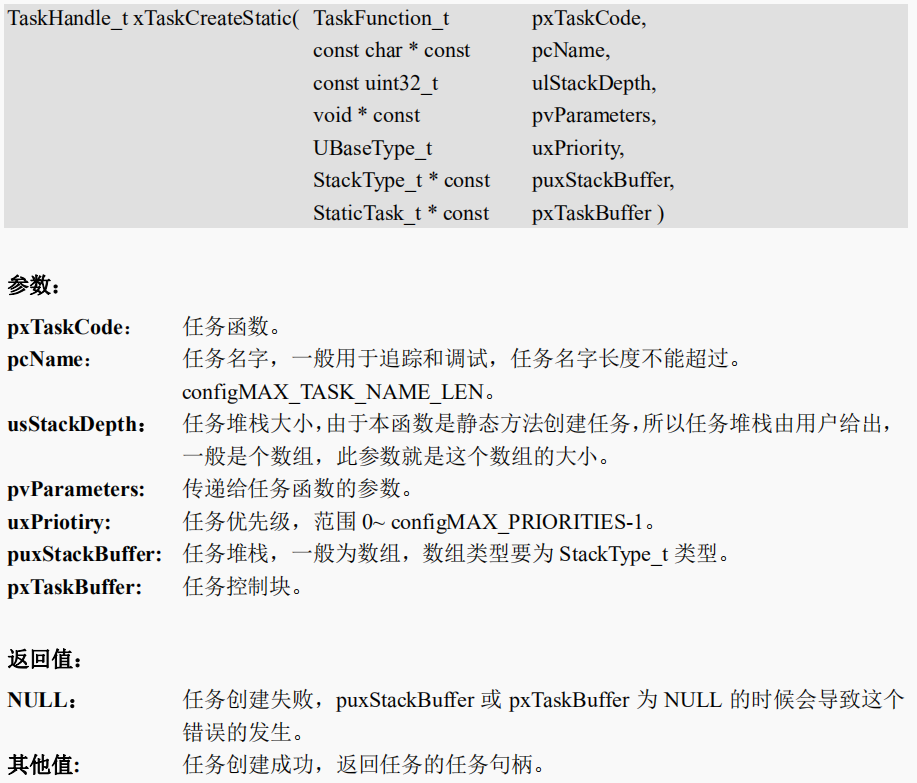 TaskHandle_t xTaskCreateStatic( TaskFunction_t pxTaskCode,
const char * const pcName,
const uint32_t ulStackDepth,
void * const pvParameters,
UBaseType_t uxPriority,
StackType_t * const puxStackBuffer,
StaticTask_t * const pxTaskBuffer )
参数：
pxTaskCode： 任务函数。
pcName： 任务名字，一般用于追踪和调试，任务名字长度不能超过。
configMAX_TASK_NAME_LEN。
usStackDepth： 任务堆栈大小，由于本函数是静态方法创建任务，所以任务堆栈由用户给出，
一般是个数组，此参数就是这个数组的大小。
pvParameters: 传递给任务函数的参数。
uxPriotiry: 任务优先级，范围 0~ configMAX_PRIORITIES-1。
puxStackBuffer: 任务堆栈，一般为数组，数组类型要为 StackType_t 类型。
pxTaskBuffer: 任务控制块。
返回值：
NULL： 任务创建失败，puxStackBuffer 或 pxTaskBuffer 为 NULL 的时候会导致这个
错误的发生。
其他值: 任务创建成功，返回任务的任务句柄。